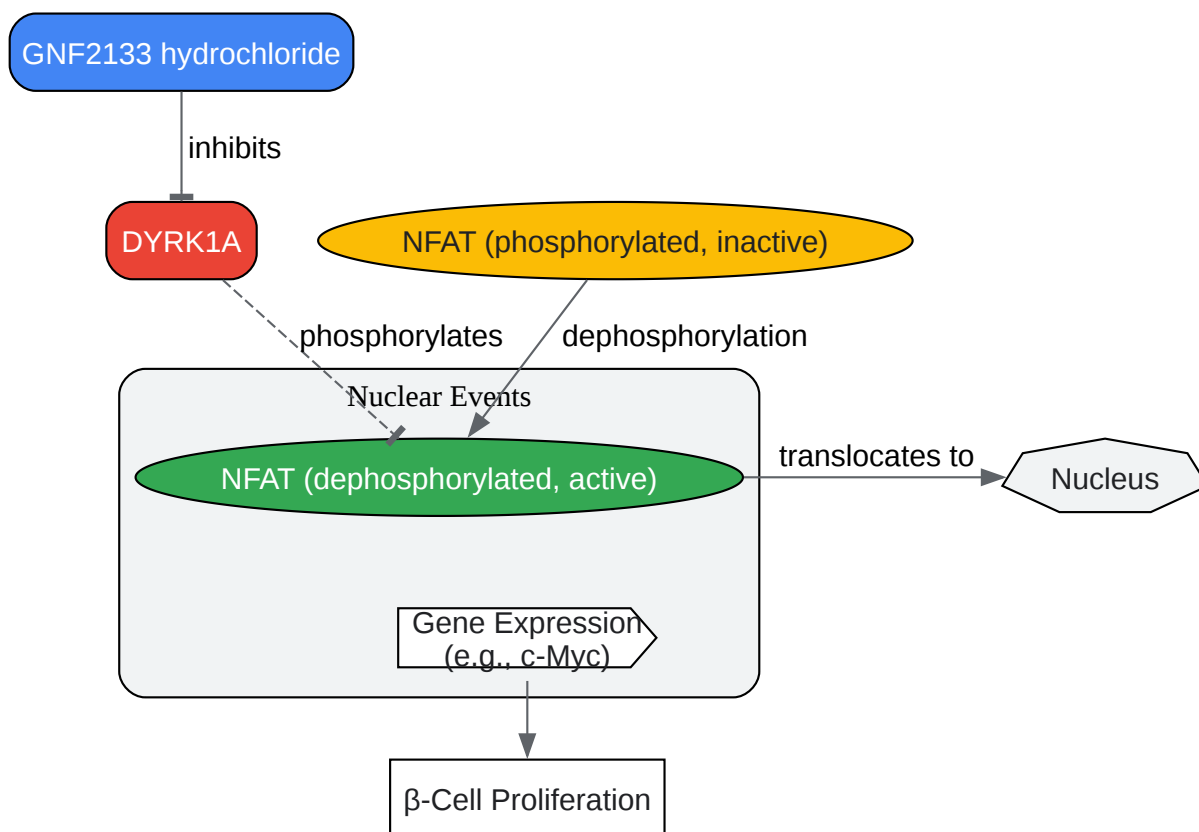 GNF2133 hydrochloride
inhibits
DYRK1A
NFAT (phosphorylated, inactive)
phosphorylates
dephosphorylation
Nuclear Events
NFAT (dephosphorylated, active)
translocates to
Nucleus
Gene Expression
(e.g., c-Myc)
β-Cell Proliferation